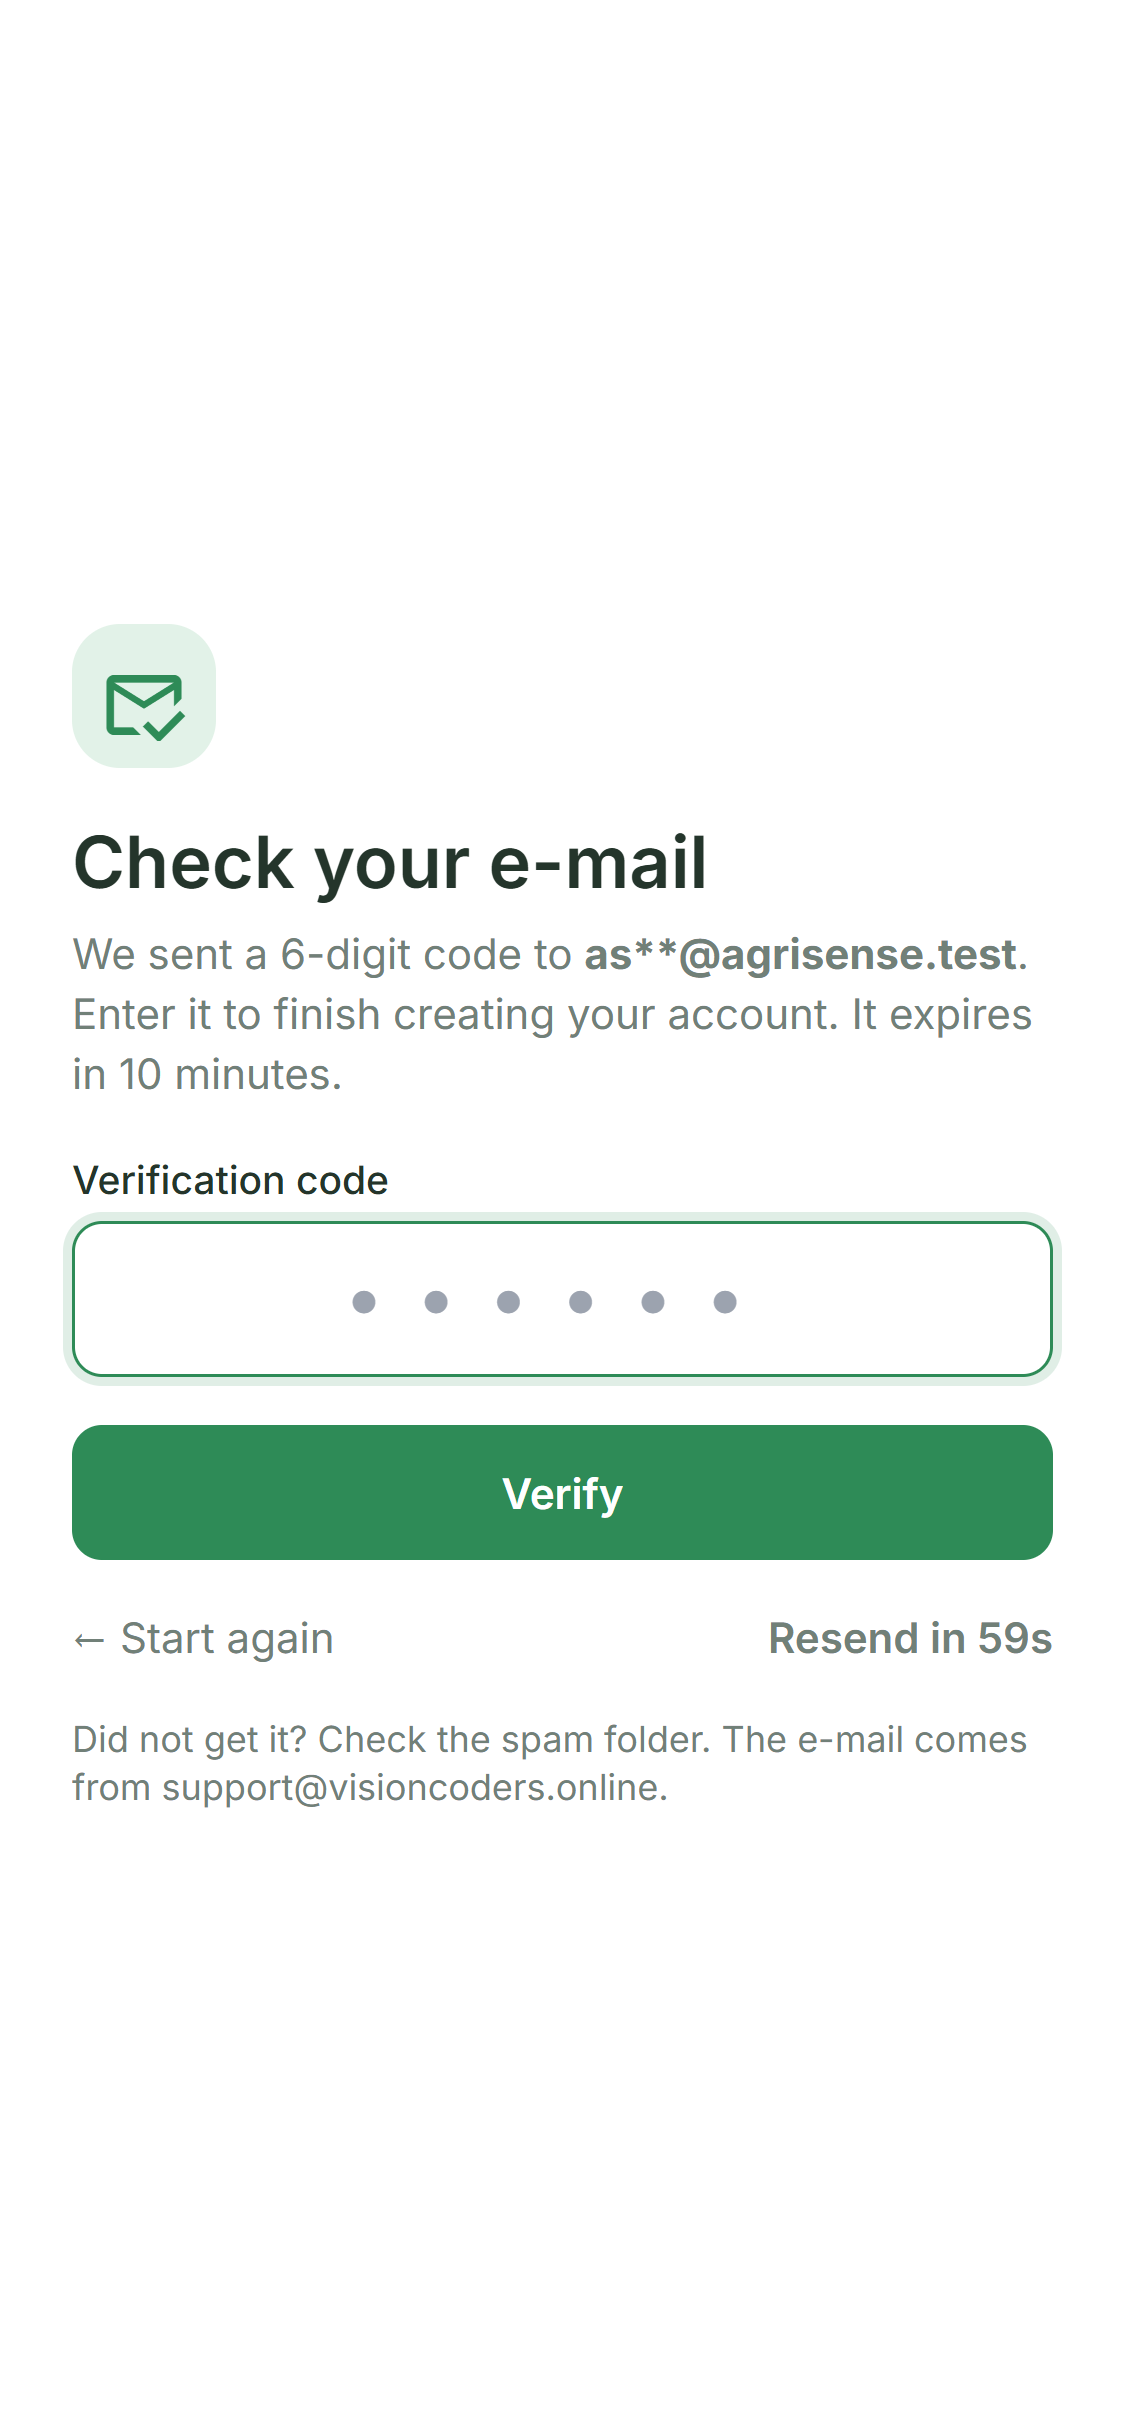 Check your e-mail
We sent a 6-digit code to as**@agrisense.test.
Enter it to finish creating your account. It expires
in 10 minutes.
Verification code
● ● ● ● ● ●
Verify
← Start again
Resend in 59s
Did not get it? Check the spam folder. The e-mail comes
from support@visioncoders.online.